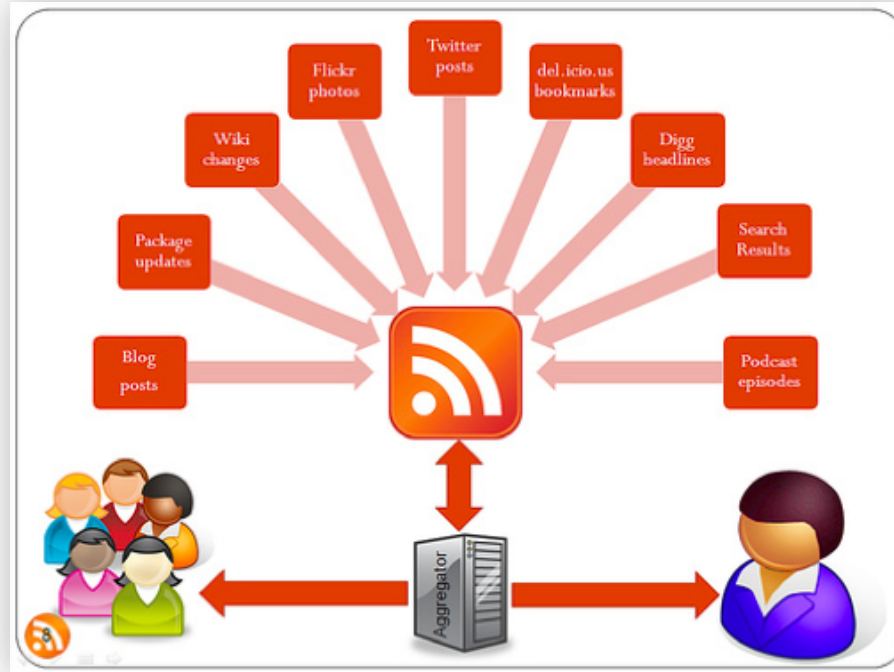 Twitter
posts
Flickr
photos
del.icio.us
bookmarks
Wiki
changes
Digg
headlines
Package
updates
Search
Results
Blog
posts
Podcast
episodes
Aggregator
8